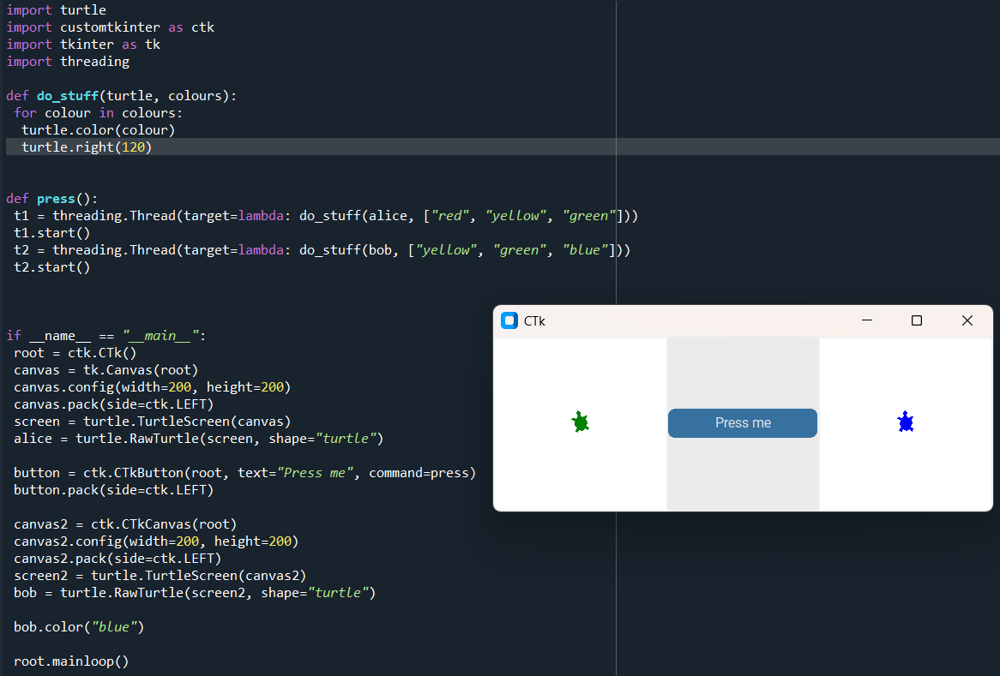 import turtle
import customtkinter as ctk
import tkinter as tk
import threading
def do_stuff(turtle, colours):
 for colour in colours:
  turtle.color(colour)
  turtle.right(120)
def press():
 t1 = threading.Thread(target=lambda: do_stuff(alice, ["red", "yellow", "green"]))
 t1.start()
 t2 = threading.Thread(target=lambda: do_stuff(bob, ["yellow", "green", "blue"]))
 t2.start()
if __name__ == "__main__":
 root = ctk.CTk()
 canvas = tk.Canvas(root)
 canvas.config(width=200, height=200)
 canvas.pack(side=ctk.LEFT)
 screen = turtle.TurtleScreen(canvas)
 alice = turtle.RawTurtle(screen, shape="turtle")
 button = ctk.CTkButton(root, text="Press me", command=press)
 button.pack(side=ctk.LEFT)
 canvas2 = ctk.CTkCanvas(root)
 canvas2.config(width=200, height=200)
 canvas2.pack(side=ctk.LEFT)
 screen2 = turtle.TurtleScreen(canvas2)
 bob = turtle.RawTurtle(screen2, shape="turtle")
 bob.color("blue")
 root.mainloop()
CTk
Press me